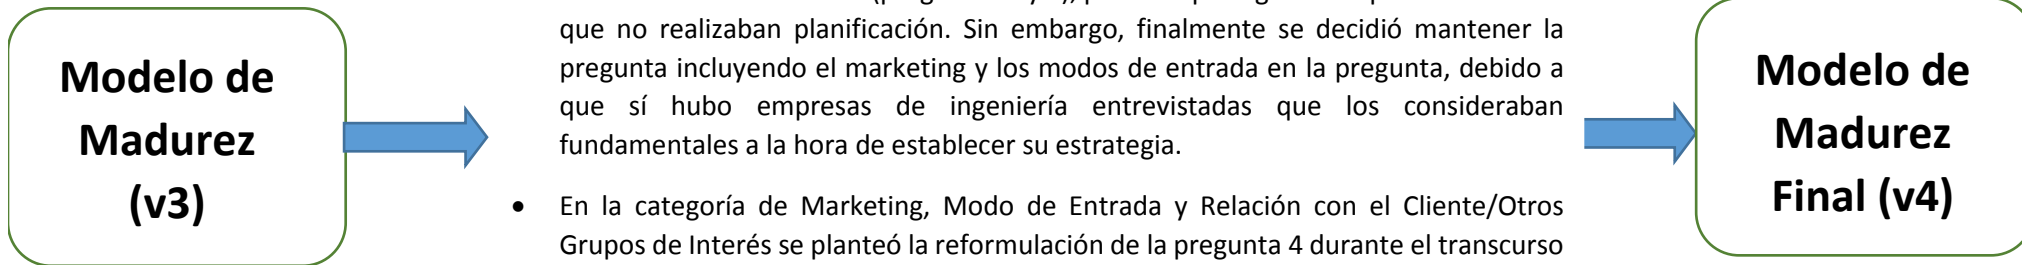 Modelo de
Madurez
(v3)
que no realizaban planificación. Sin embargo, finalmente se decidió mantener la
pregunta incluyendo el marketing y los modos de entrada en la pregunta, debido a
que sí hubo empresas de ingeniería entrevistadas que los consideraban
fundamentales a la hora de establecer su estrategia.
• En la categoría de Marketing, Modo de Entrada y Relación con el Cliente/Otros
Grupos de Interés se planteó la reformulación de la pregunta 4 durante el transcurso
Modelo de
Madurez
Final (v4)